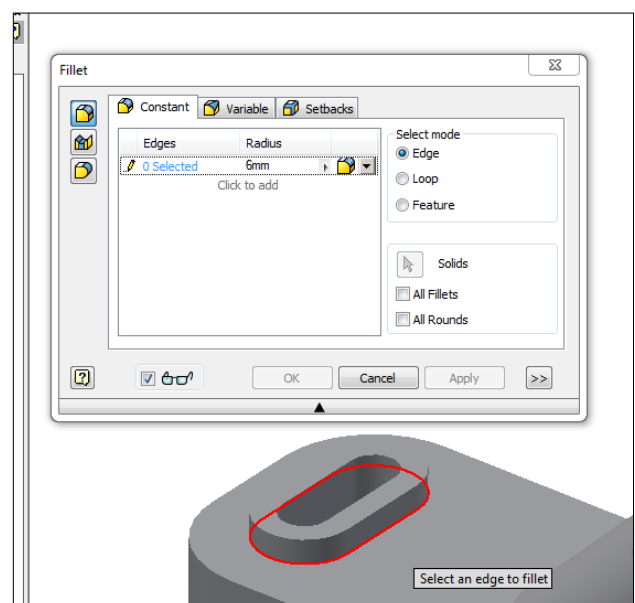 Fillet
Constant Variable Setbacks
Edges Radius
0 Selected 6mm
Click to add
Select mode
Edge
Loop
Feature
Solids
All Fillets
All Rounds
OK Cancel Apply >>
Select an edge to fillet